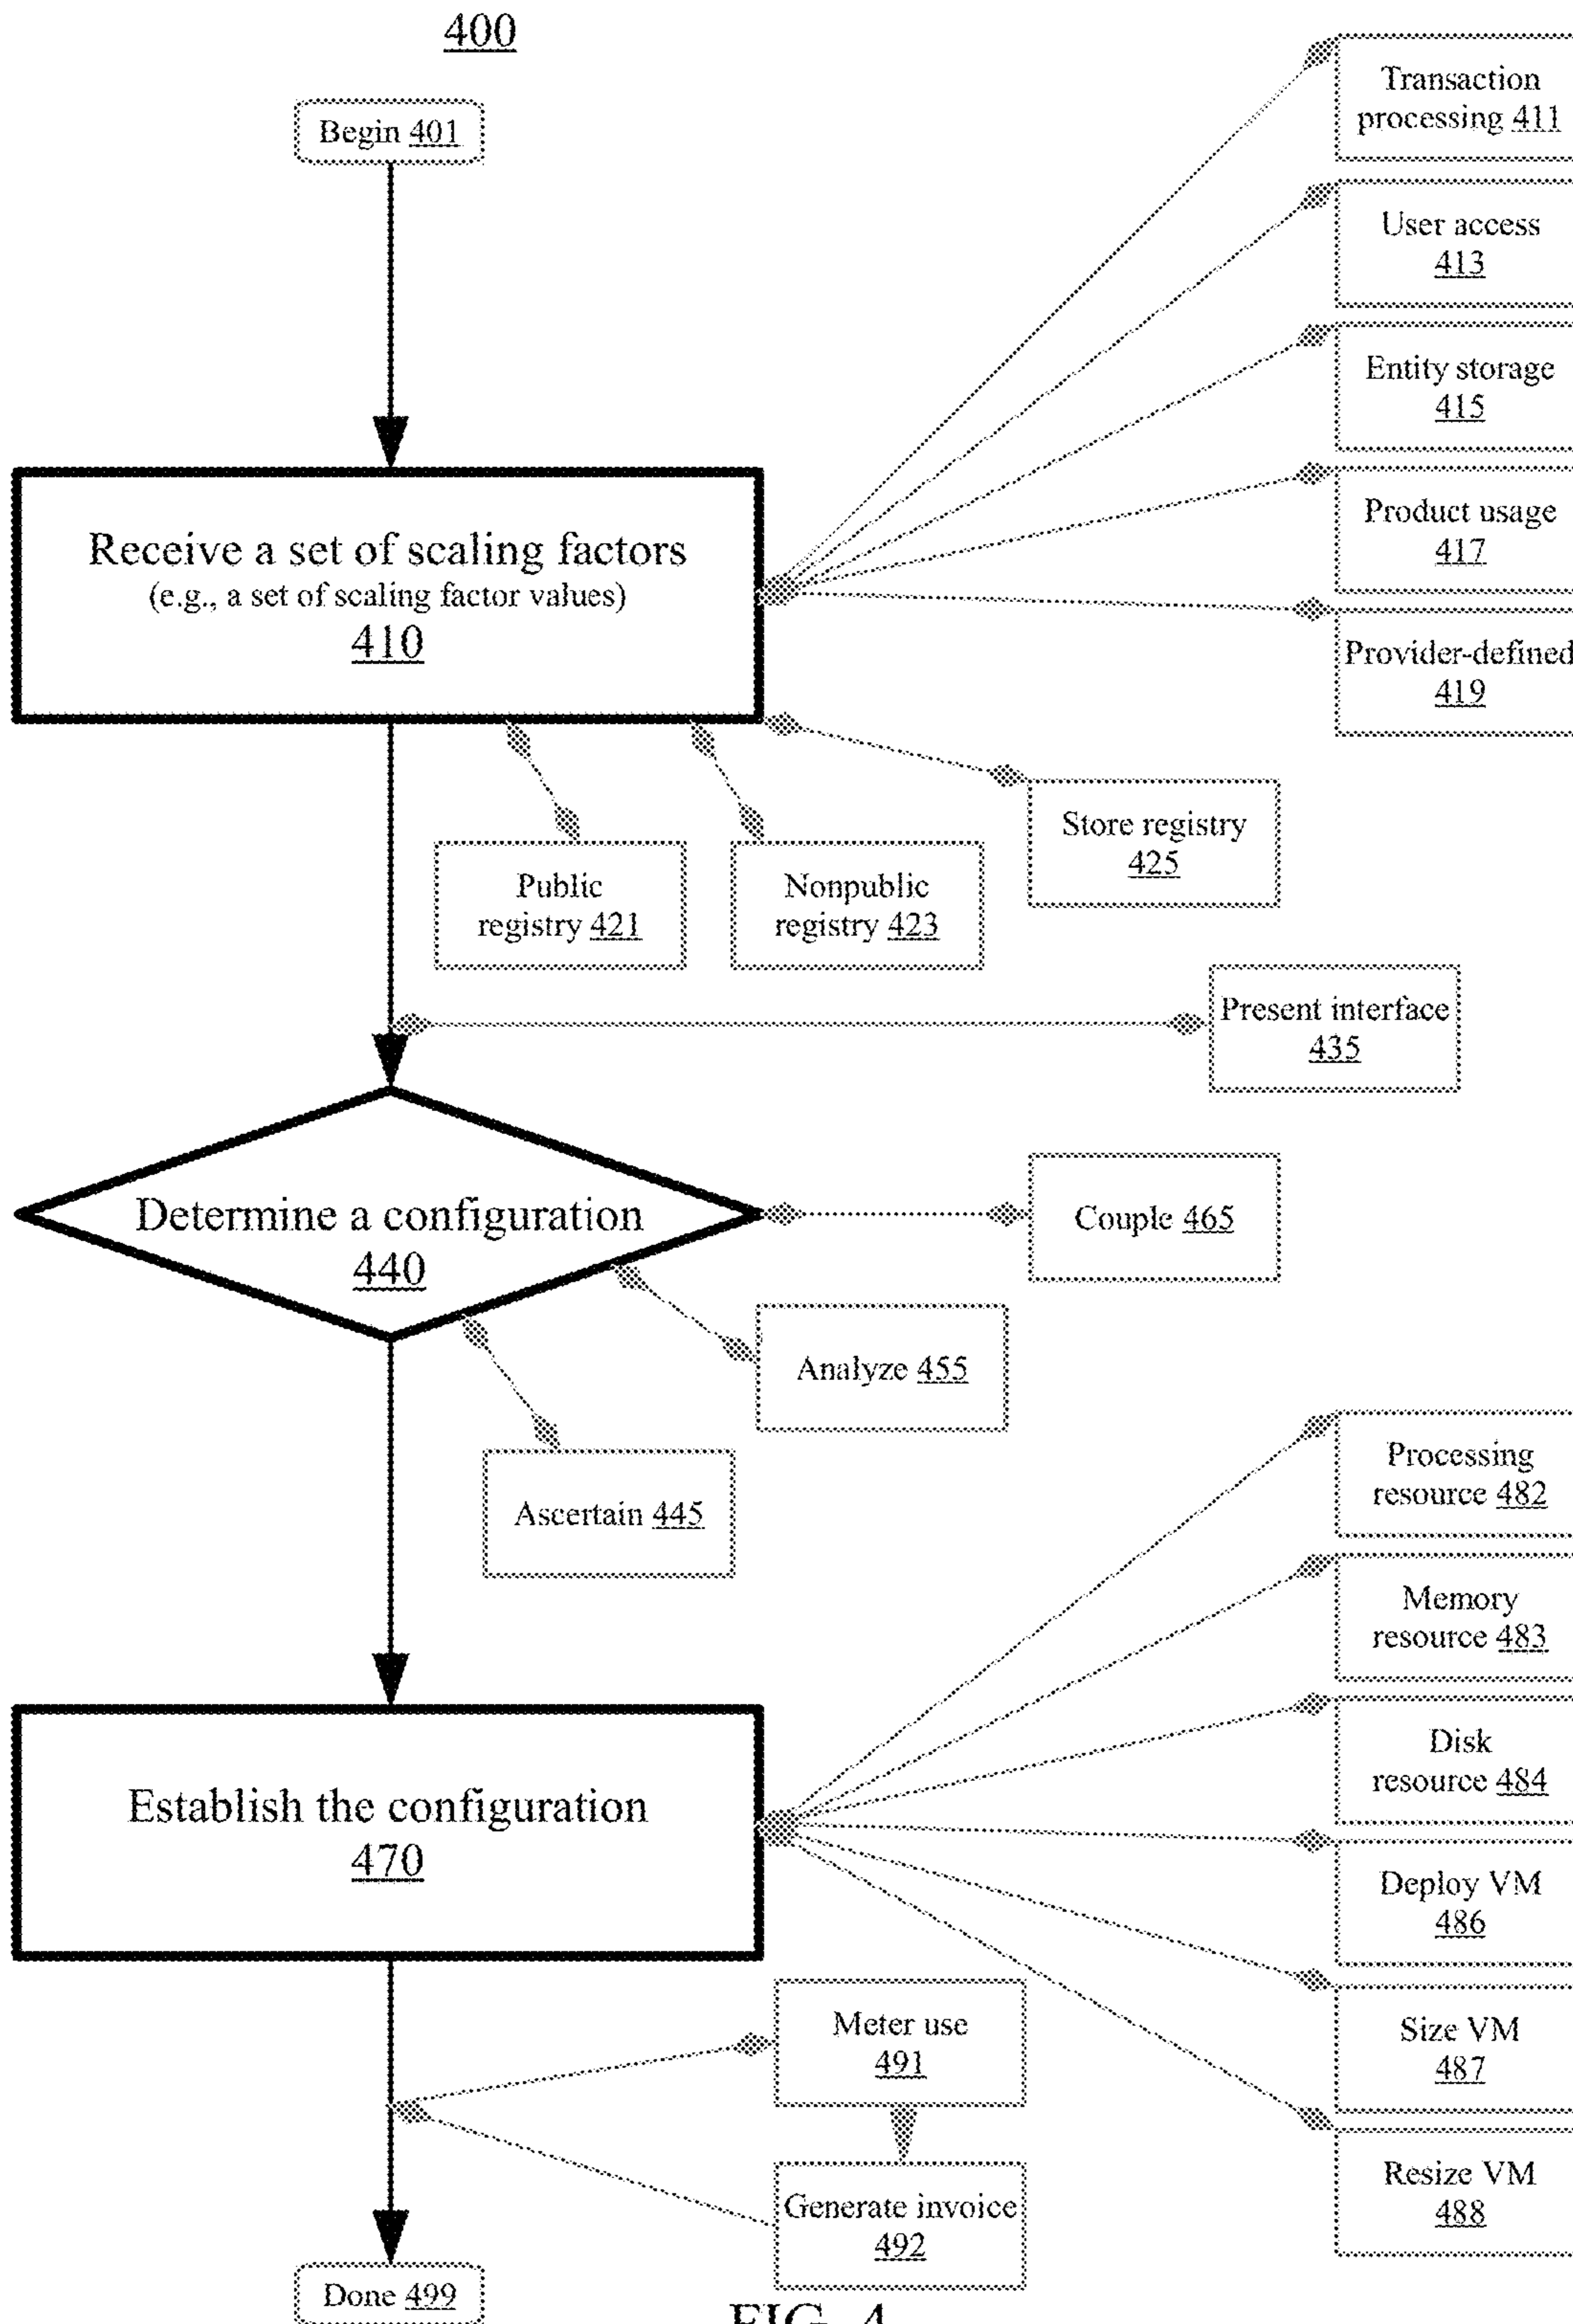 400
Begin 401
Transaction
processing 411
User access
413
Entity storage
415
Product usage
417
Provider-defined
419
Receive a set of scaling factors
(e.g., a set of scaling factor values)
410
Store registry
425
Public
registry 421
Nonpublic
registry 423
Present interface
435
Determine a configuration
440
Couple 465
Analyze 455
Ascertain 445
Processing
resource 482
Memory
resource 483
Disk
resource 484
Deploy VM
486
Size VM
487
Resize VM
488
Establish the configuration
470
Meter use
491
Generate invoice
492
Done 499
FIG. 4